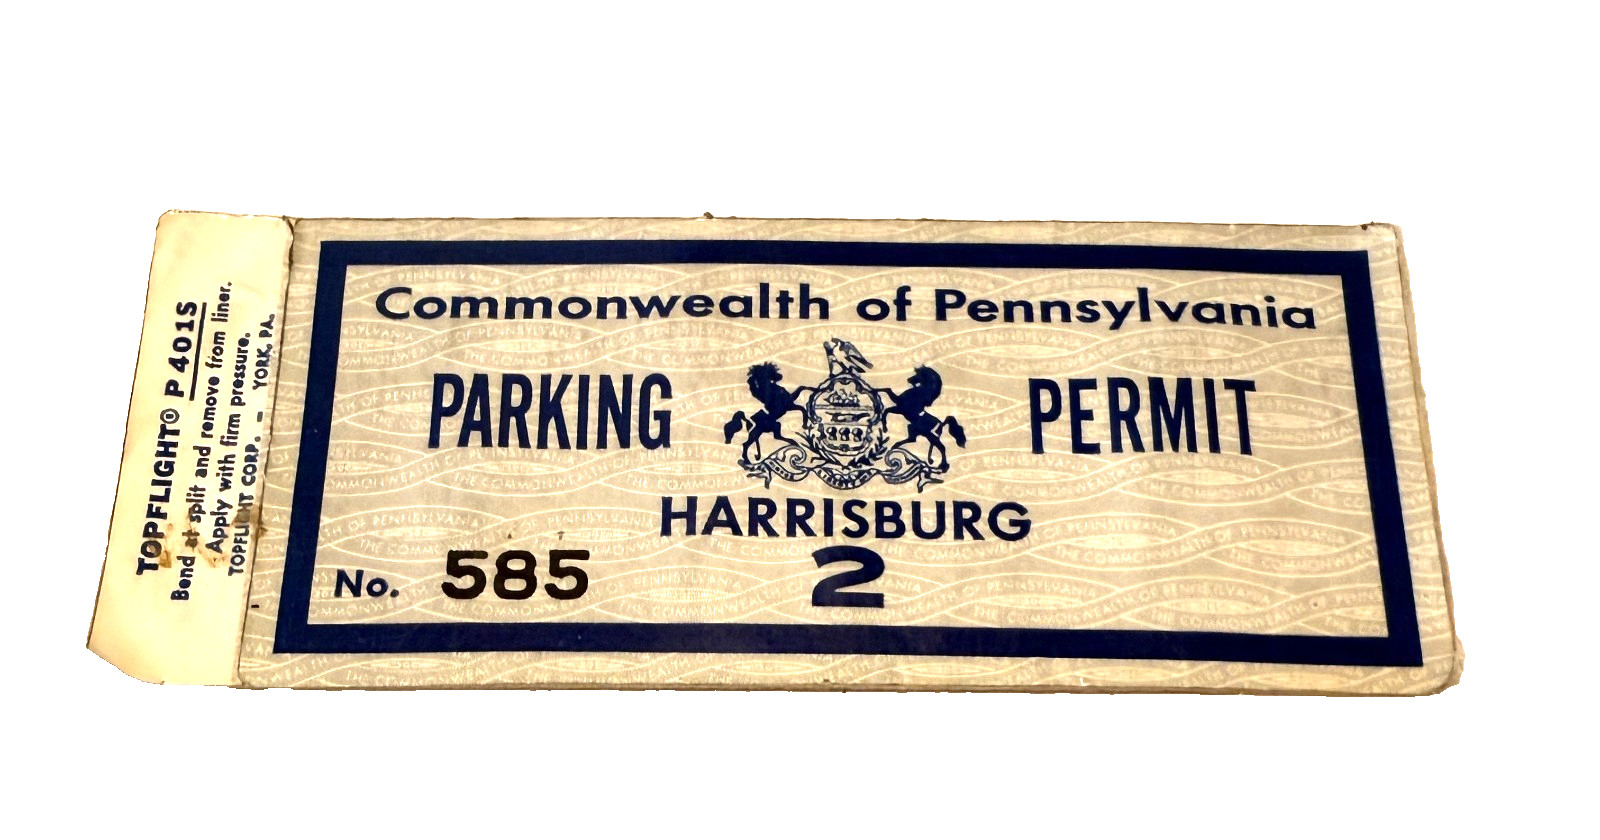 TOPFLIGHT® P 401S
Bend at split and remove from liner.
Apply with firm pressure.
TOPFLIGHT CORP. – YORK, PA.
Commonwealth of Pennsylvania
PARKING PERMIT
HARRISBURG
No. 585 2